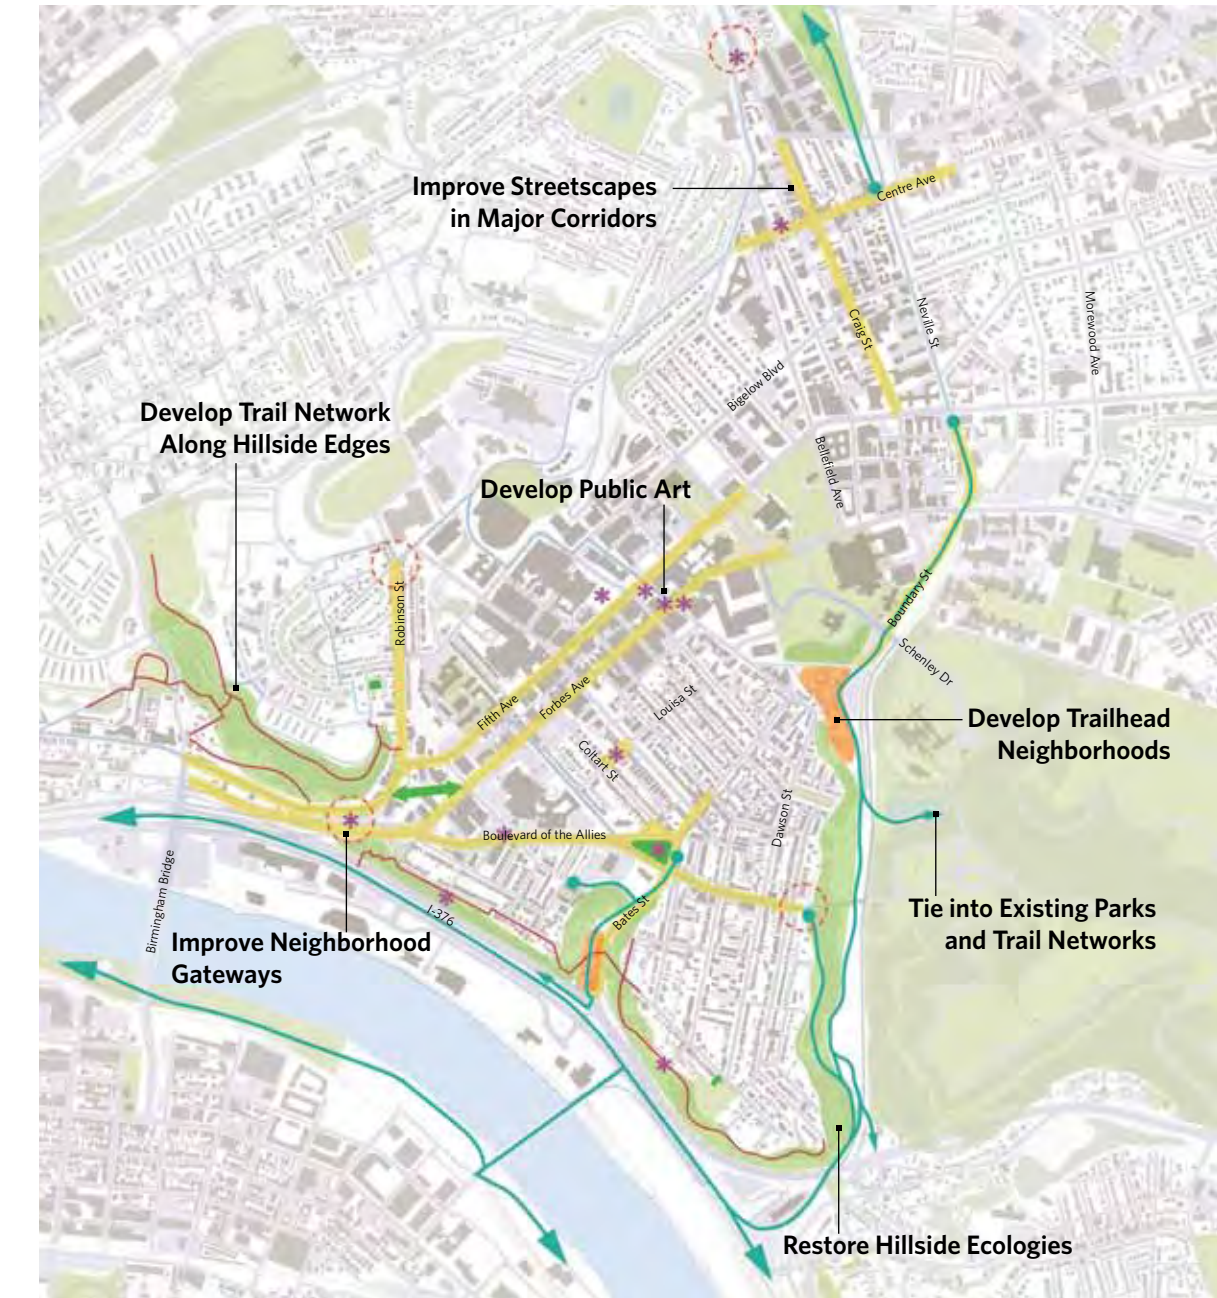 Improve Streetscapes
in Major Corridors
Centre Ave
Craig St
Neville St
Morewood Ave
Bigelow Blvd
Bellefield Ave
Develop Trail Network
Along Hillside Edges
Develop Public Art
Robinson St
Boundary St
Schenley Dr
Fifth Ave
Forbes Ave
Louisa St
Coltart St
Develop Trailhead
Neighborhoods
Dawson St
Boulevard of the Allies
Birmingham Bridge
I-376
Bates St
Tie into Existing Parks
and Trail Networks
Improve Neighborhood
Gateways
Restore Hillside Ecologies